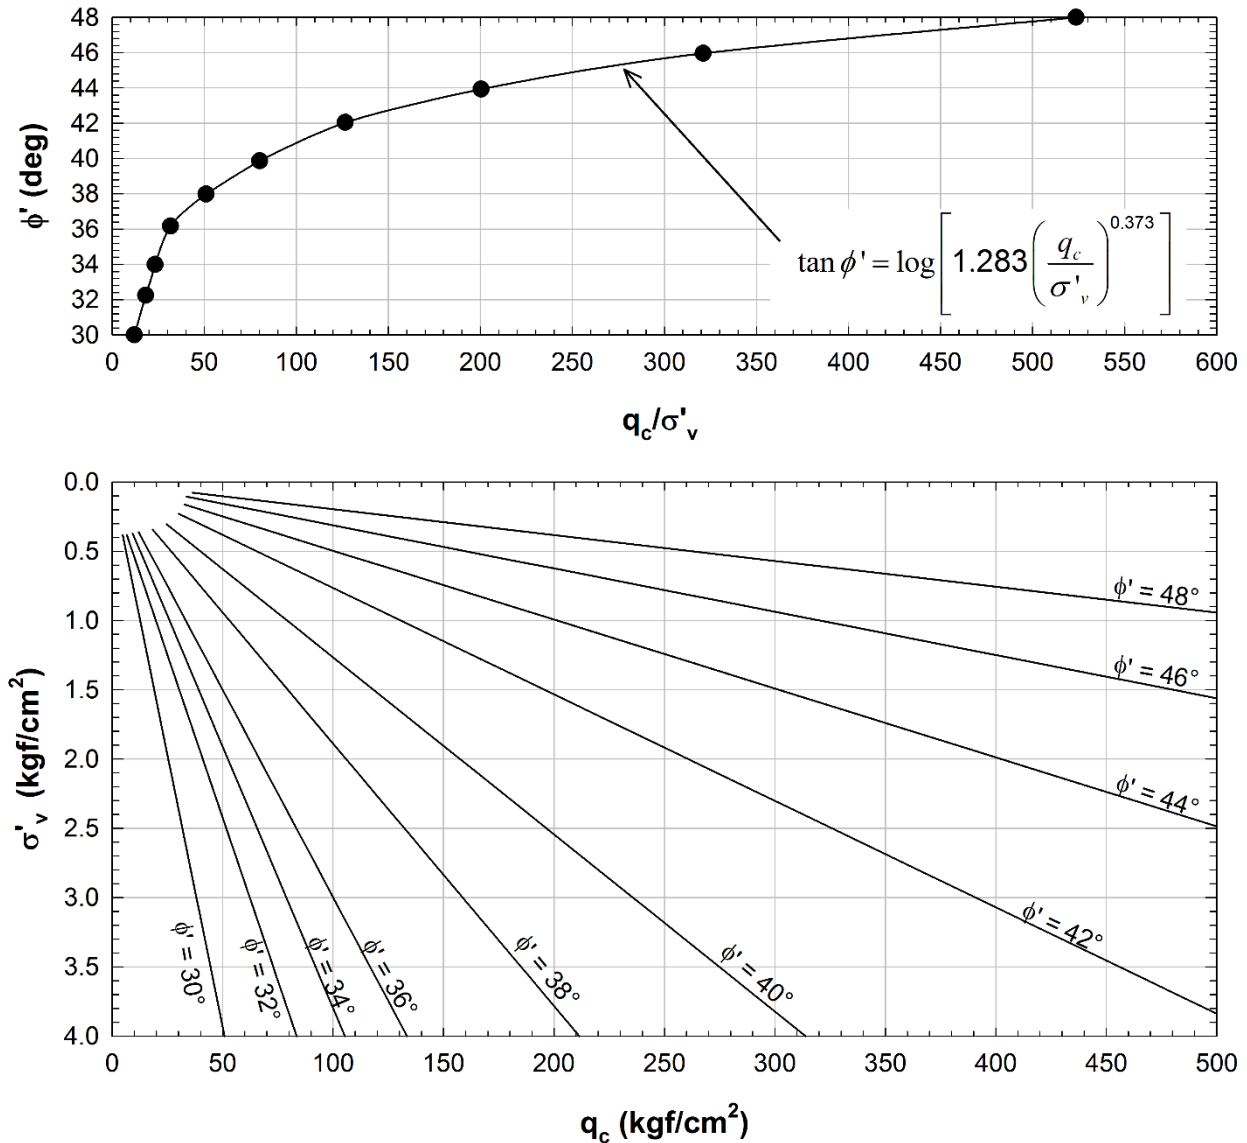 48
46
44
42
40
38
36
34
32
30
ϕ' (deg)
tan ϕ' = log[1.283(q_c/σ'_v)^0.373]
0 50 100 150 200 250 300 350 400 450 500 550 600
q_c/σ'_v
0.0
0.5
1.0
1.5
2.0
2.5
3.0
3.5
4.0
σ'_v (kgf/cm²)
ϕ' = 48°
ϕ' = 46°
ϕ' = 44°
ϕ' = 42°
ϕ' = 40°
ϕ' = 38°
ϕ' = 36°
ϕ' = 34°
ϕ' = 32°
ϕ' = 30°
0 50 100 150 200 250 300 350 400 450 500
q_c (kgf/cm²)